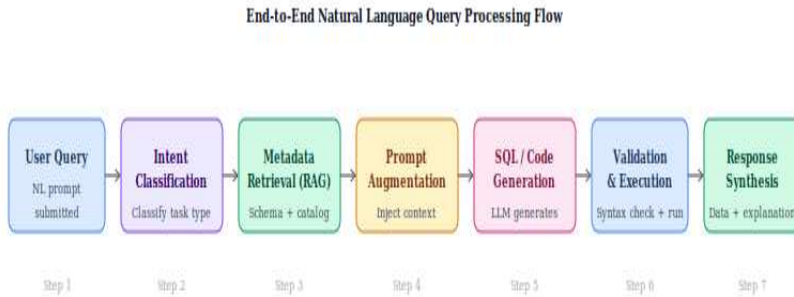 End-to-End Natural Language Query Processing Flow
User Query
NL prompt
submitted
Intent
Classification
Classify task type
Metadata
Retrieval (RAG)
Schema + catalog
Prompt
Augmentation
Inject context
SQL / Code
Generation
LLM generates
Validation
& Execution
Syntax check + run
Response
Synthesis
Data + explanation
Step 1
Step 2
Step 3
Step 4
Step 5
Step 6
Step 7